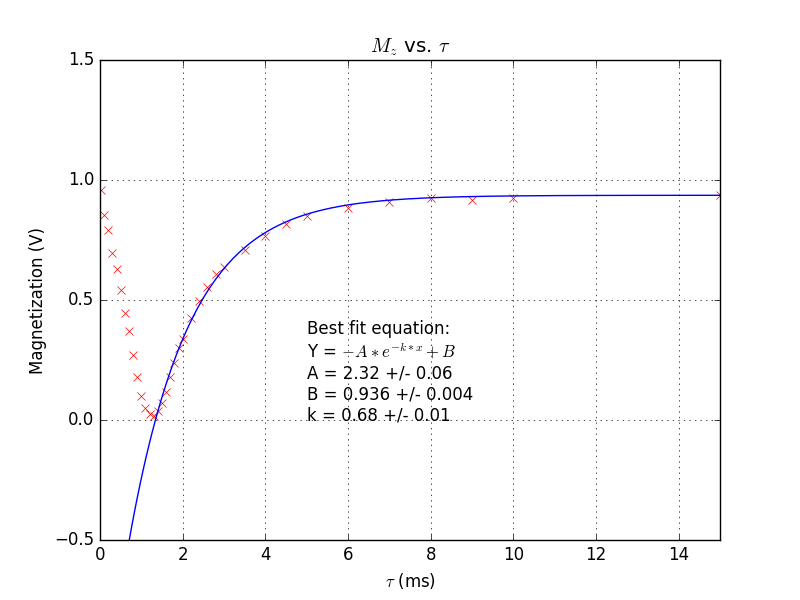 M_z vs. τ
1.5
1.0
0.5
0.0
−0.5
Magnetization (V)
Best fit equation:
Y = −A∗e^{−k∗x}+B
A = 2.32 +/- 0.06
B = 0.936 +/- 0.004
k = 0.68 +/- 0.01
0 2 4 6 8 10 12 14
τ (ms)